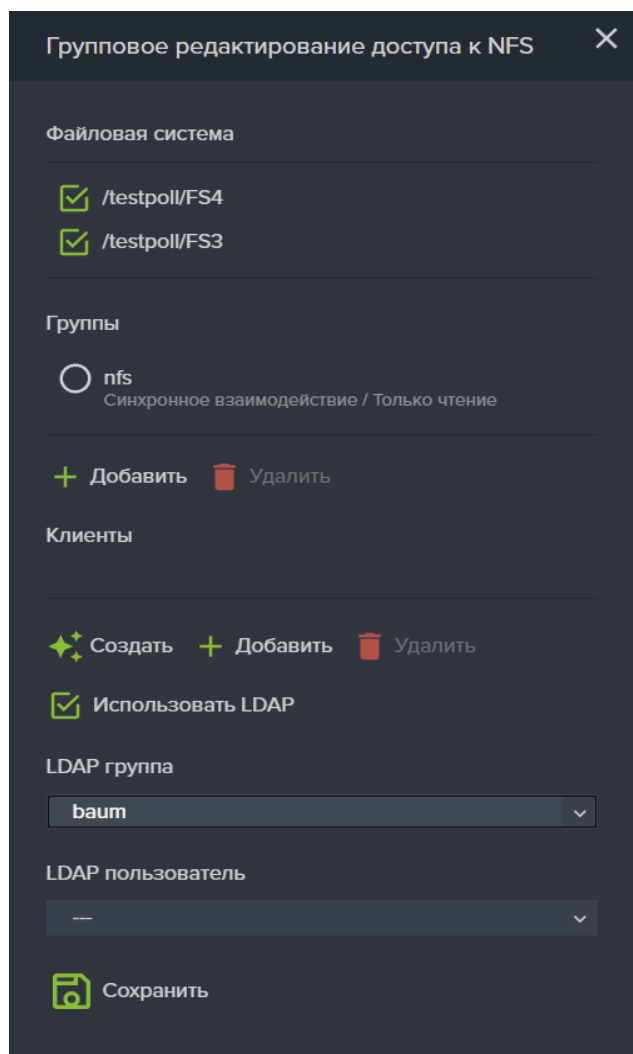 Групповое редактирование доступа к NFS
Файловая система
/testpoll/FS4
/testpoll/FS3
Группы
nfs
Синхронное взаимодействие / Только чтение
Добавить Удалить
Клиенты
Создать Добавить Удалить
Использовать LDAP
LDAP группа
baum
LDAP пользователь
---
Сохранить